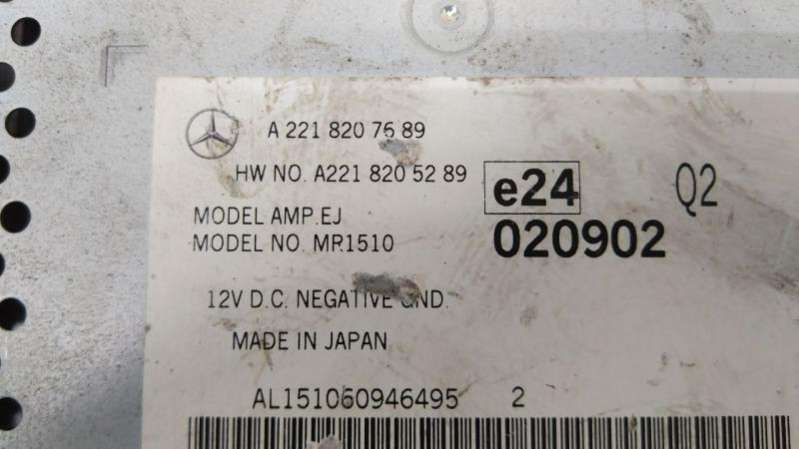 A 221 820 76 89
HW NO. A221 820 52 89
e24
Q2
MODEL AMP.EJ
020902
MODEL NO. MR1510
12V D.C. NEGATIVE GND.
MADE IN JAPAN
AL151060946495 2